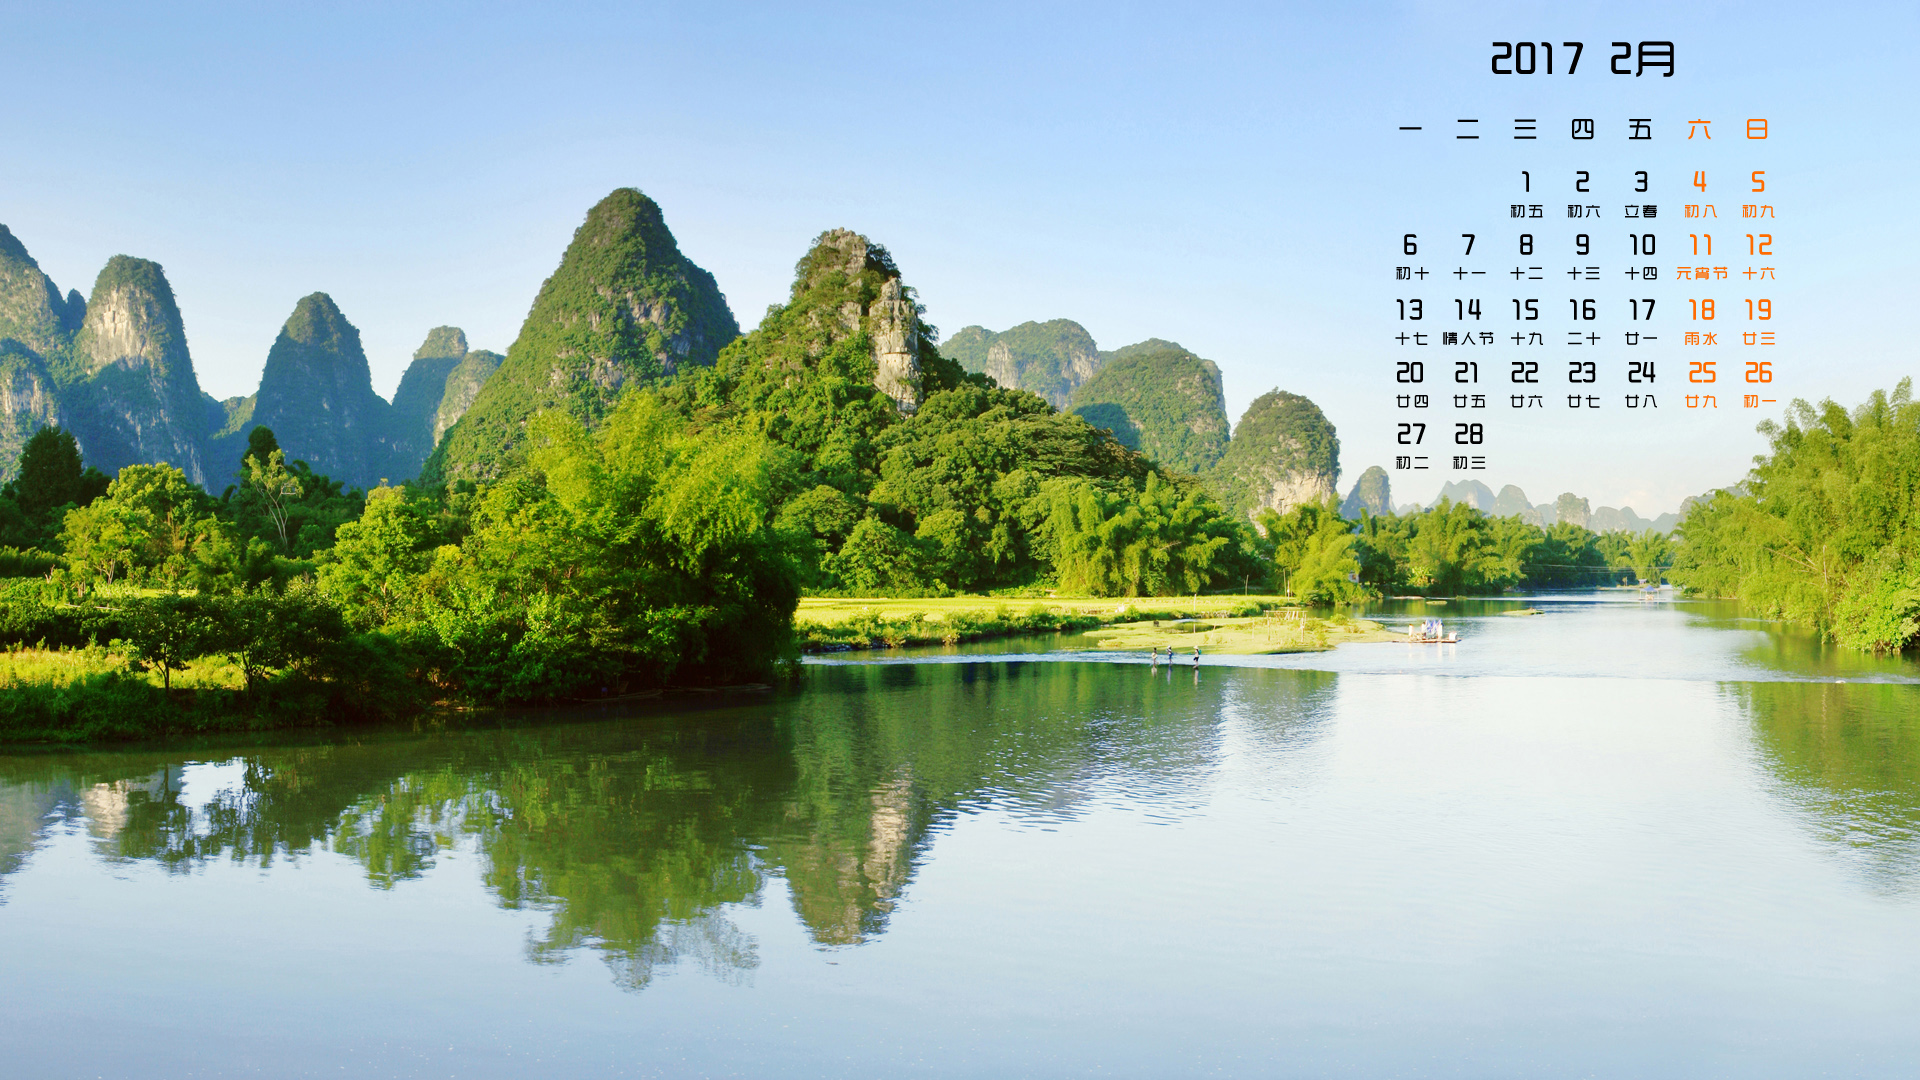 2017 2月
一 二 三 四 五 六 日
1 2 3 4 5
初五 初六 立春 初八 初九
6 7 8 9 10 11 12
初十 十一 十二 十三 十四 元宵节 十六
13 14 15 16 17 18 19
十七 情人节 十九 二十 廿一 雨水 廿三
20 21 22 23 24 25 26
廿四 廿五 廿六 廿七 廿八 廿九 初一
27 28
初二 初三